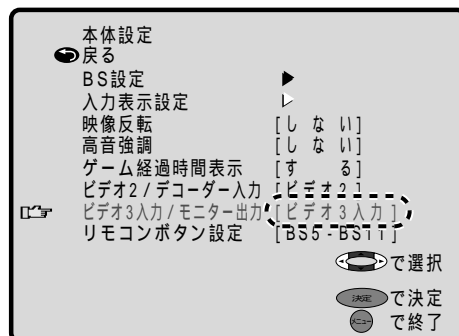 本体設定
戻る
BS設定
入力表示設定
映像反転 [しない]
高音強調 [しない]
ゲーム経過時間表示 [する]
ビデオ2/デコーダー入力 [ビデオ2]
ビデオ3入力/モニター出力 [ビデオ3入力]
リモコンボタン設定 [BS5-BS11]
で選択
決定 で決定
メニュー で終了